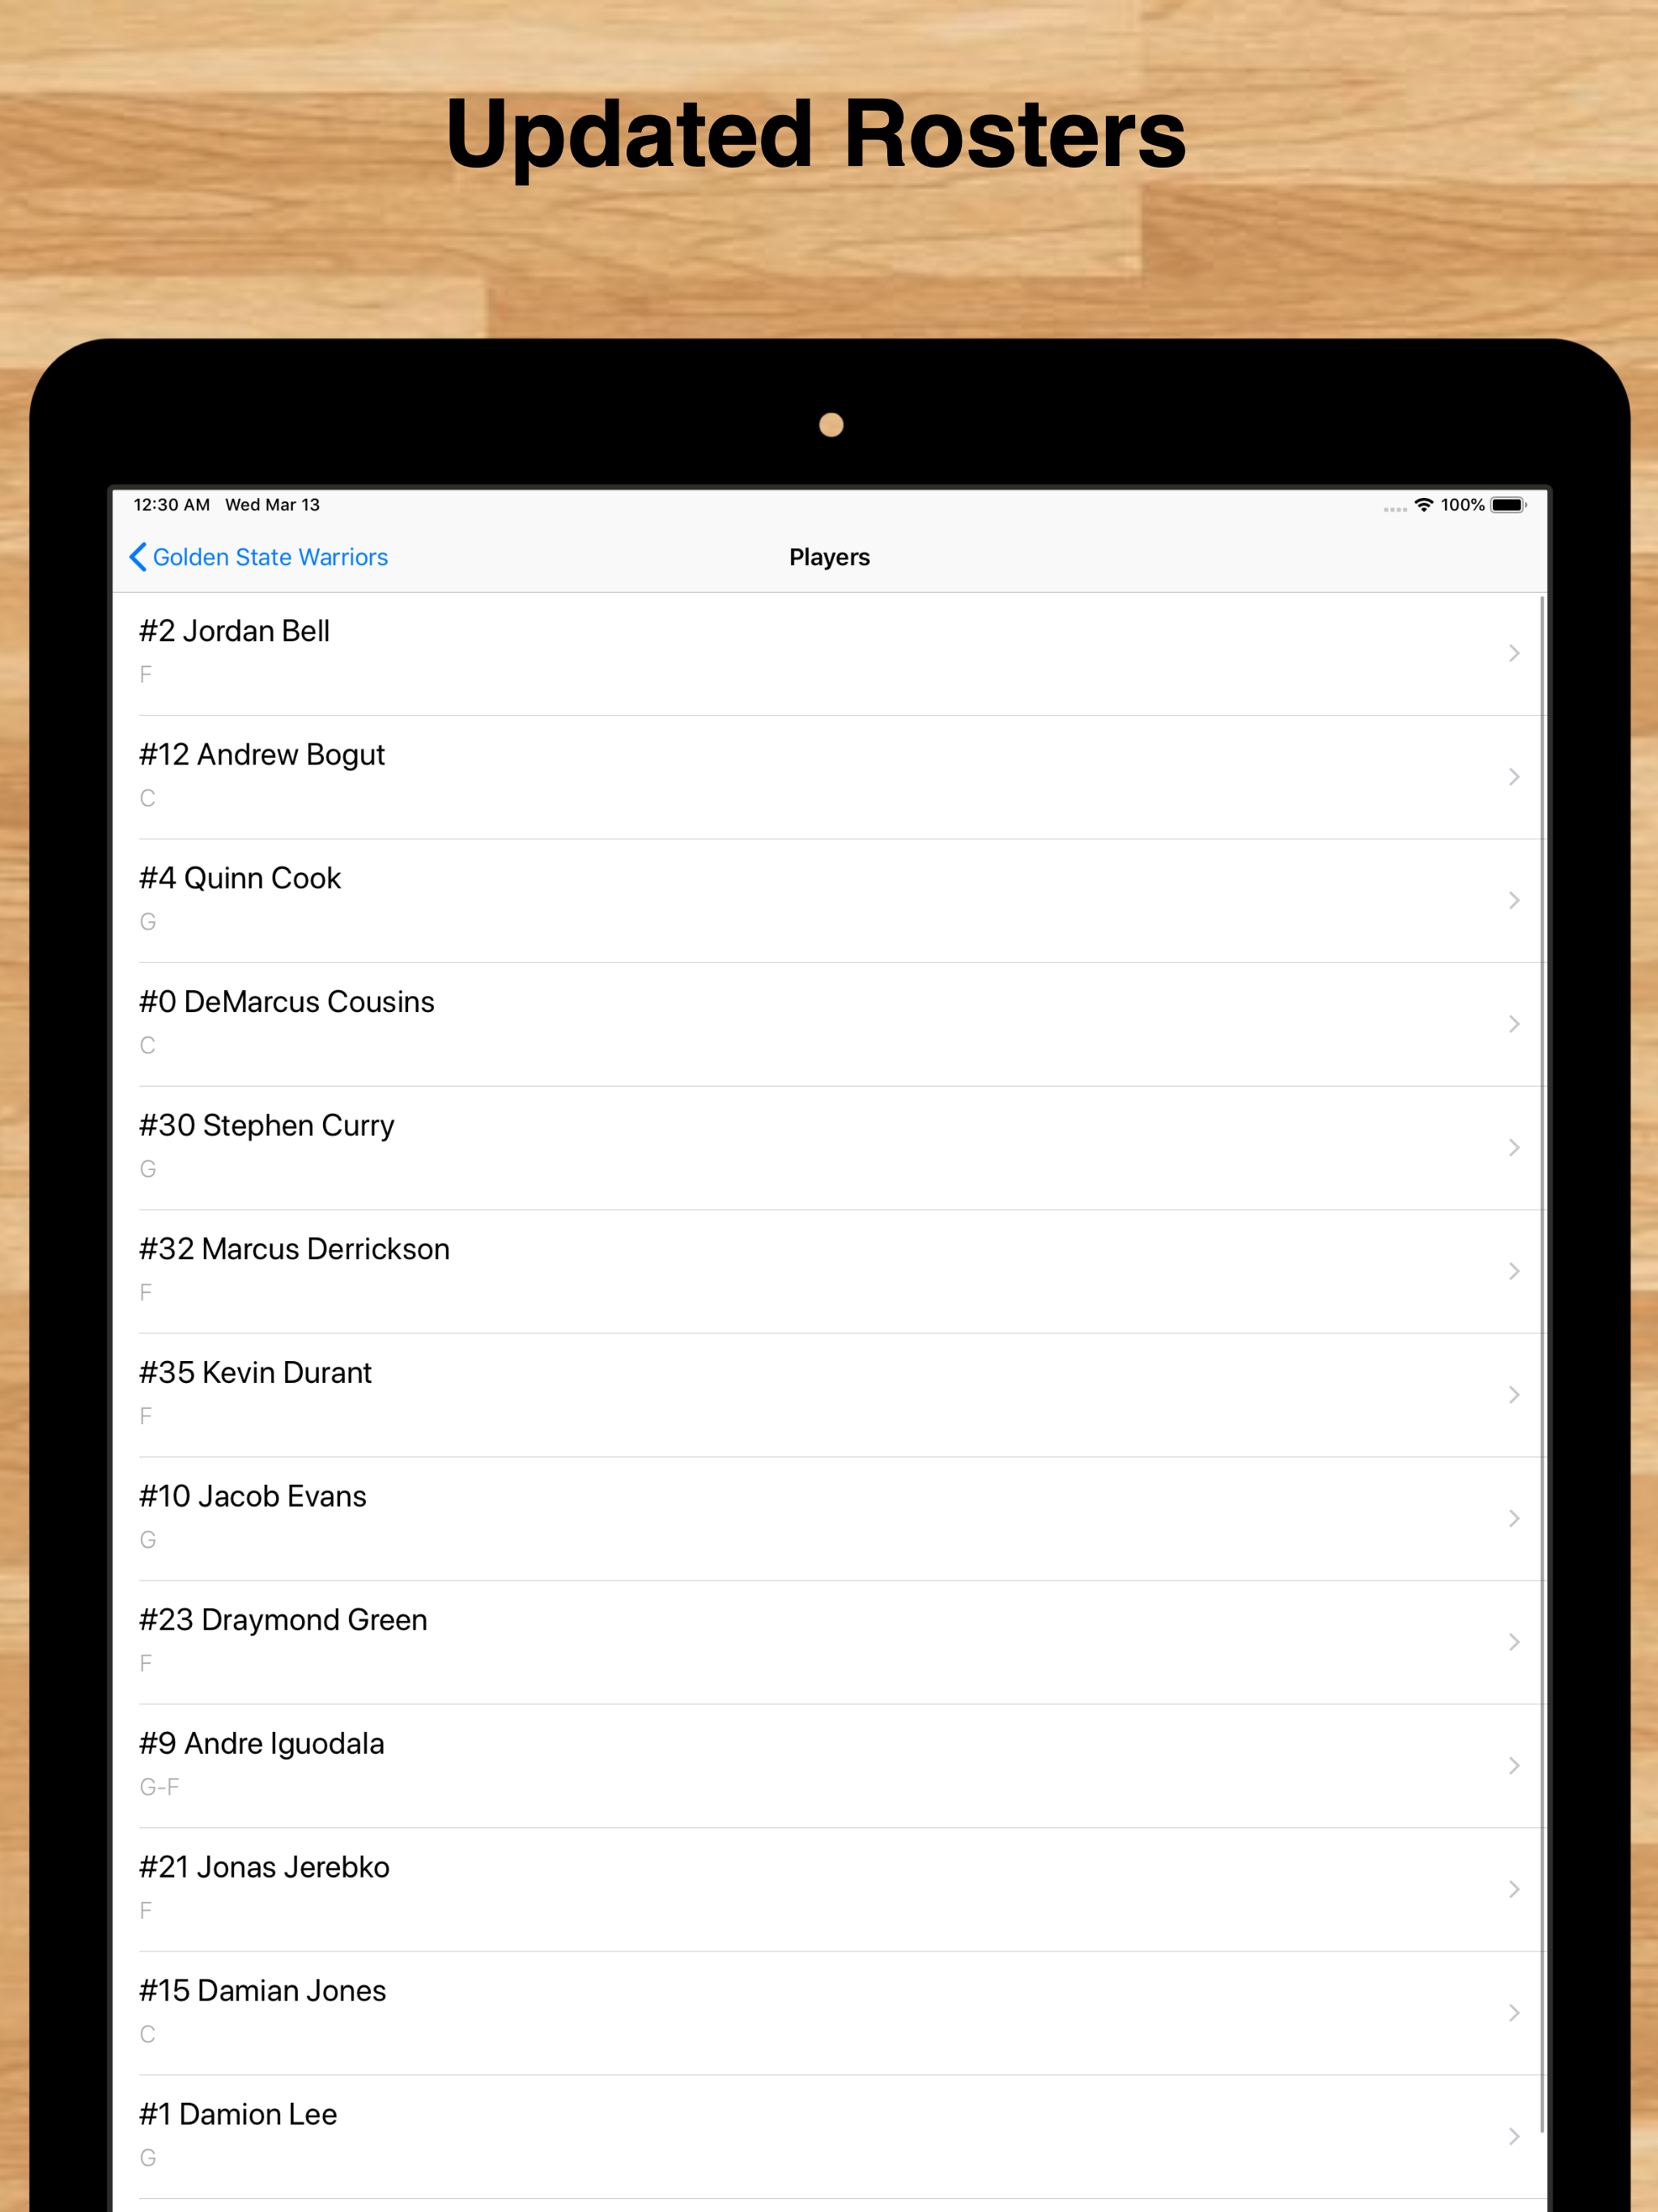 Updated Rosters
12:30 AM Wed Mar 13 100%
Golden State Warriors Players
#2 Jordan Bell
F
#12 Andrew Bogut
C
#4 Quinn Cook
G
#0 DeMarcus Cousins
C
#30 Stephen Curry
G
#32 Marcus Derrickson
F
#35 Kevin Durant
F
#10 Jacob Evans
G
#23 Draymond Green
F
#9 Andre Iguodala
G-F
#21 Jonas Jerebko
F
#15 Damian Jones
C
#1 Damion Lee
G